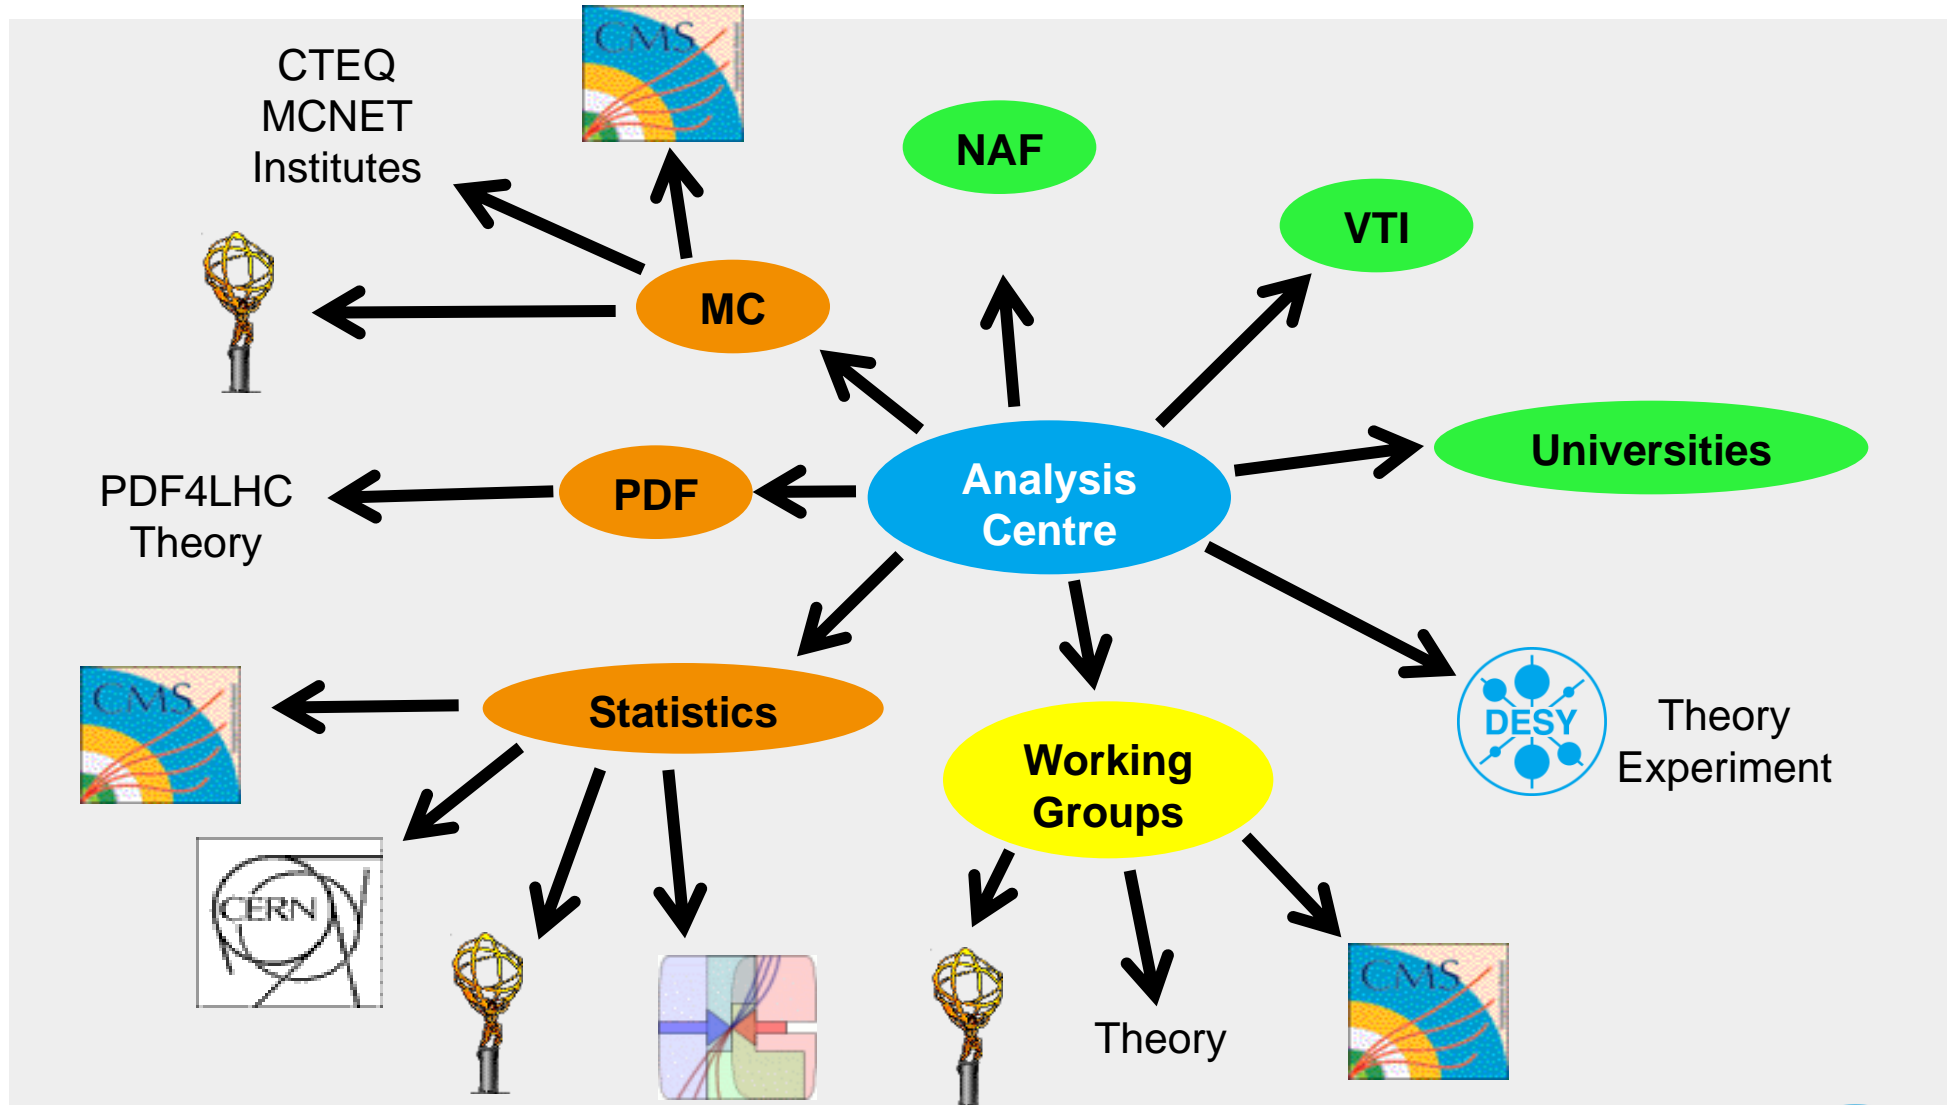 CTEQ
MCNET
Institutes
CMS
NAF
VTI
MC
Universities
Analysis
Centre
PDF
PDF4LHC
Theory
Statistics
CMS
Working
Groups
DESY
Theory
Experiment
CERN
Theory
CMS